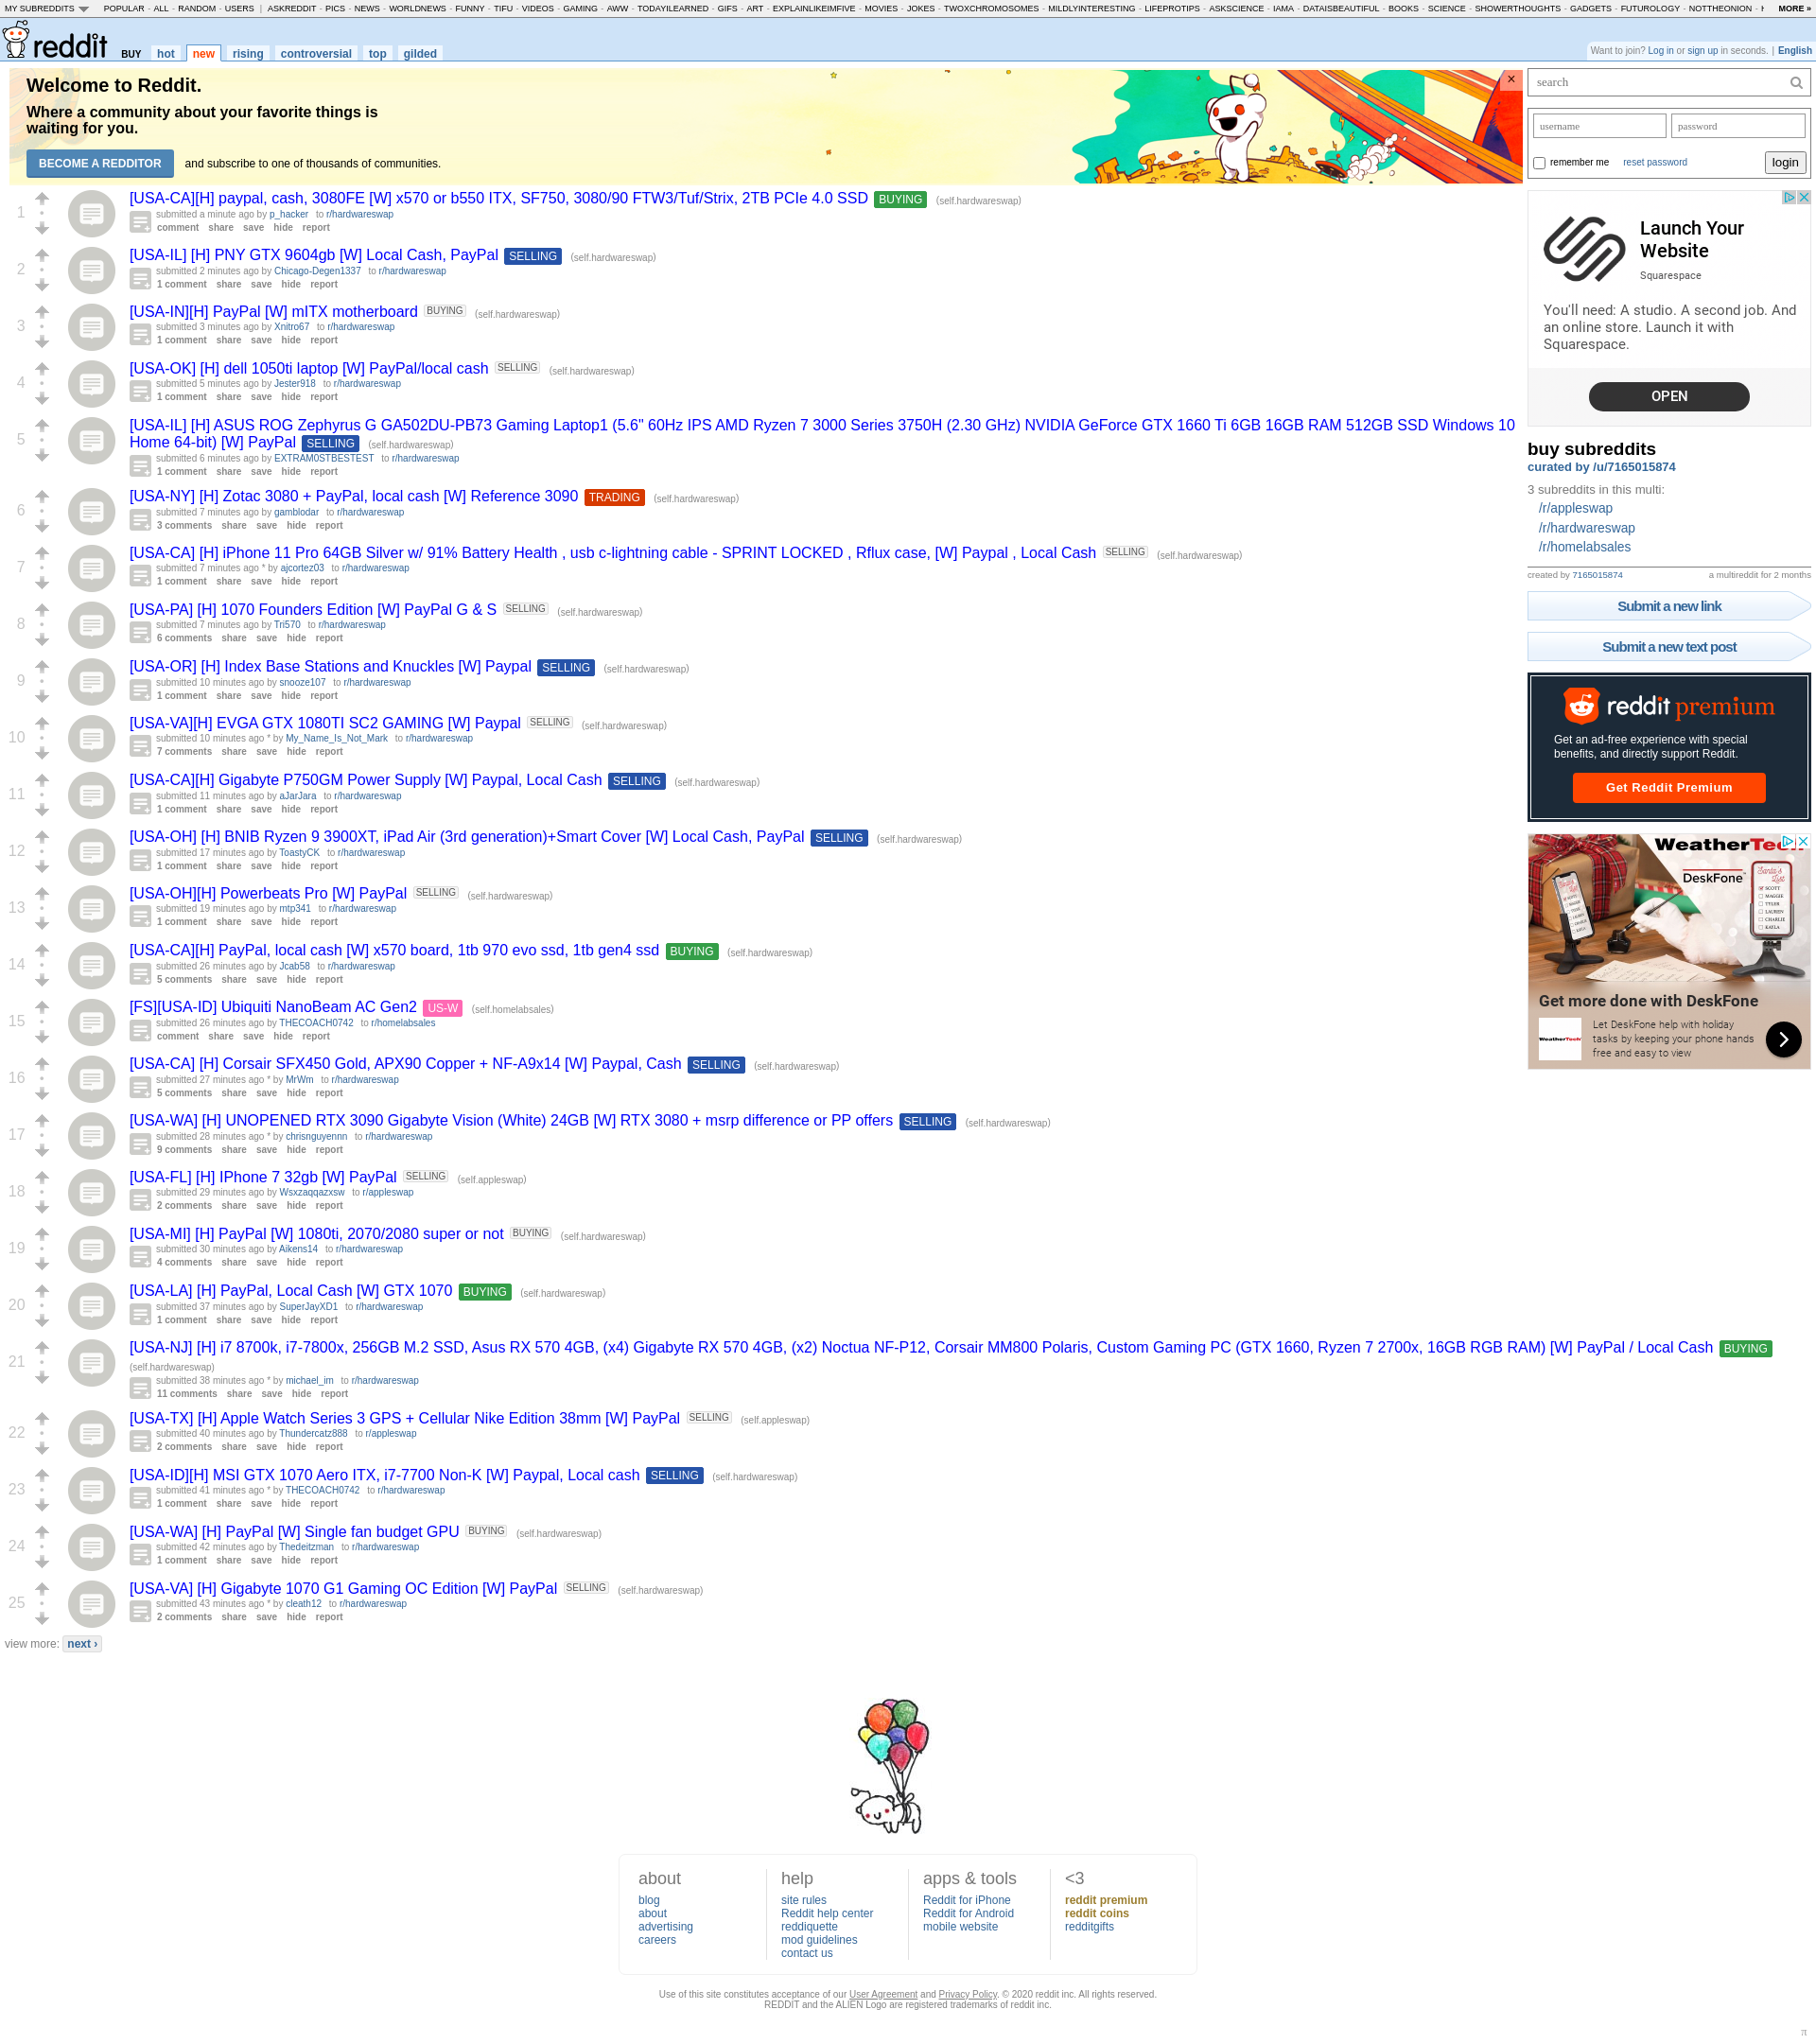 MY SUBREDDITS POPULAR - ALL - RANDOM - USERS | ASKREDDIT - PICS - NEWS - WORLDNEWS - FUNNY - TIFU - VIDEOS - GAMING - AWW - TODAYILEARNED - GIFS - ART - EXPLAINLIKEIMFIVE - MOVIES - JOKES - TWOXCHROMOSOMES - MILDLYINTERESTING - LIFEPROTIPS - ASKSCIENCE - IAMA - DATAISBEAUTIFUL - BOOKS - SCIENCE - SHOWERTHOUGHTS - GADGETS - FUTUROLOGY - NOTTHEONION - MORE »
reddit BUY hot new rising controversial top gilded
Want to join? Log in or sign up in seconds. | English
Welcome to Reddit.
Where a community about your favorite things is
waiting for you.
BECOME A REDDITOR and subscribe to one of thousands of communities.
1 [USA-CA][H] paypal, cash, 3080FE [W] x570 or b550 ITX, SF750, 3080/90 FTW3/Tuf/Strix, 2TB PCIe 4.0 SSD BUYING (self.hardwareswap)
submitted a minute ago by p_hacker to r/hardwareswap
comment share save hide report
2 [USA-IL] [H] PNY GTX 9604gb [W] Local Cash, PayPal SELLING (self.hardwareswap)
submitted 2 minutes ago by Chicago-Degen1337 to r/hardwareswap
1 comment share save hide report
3 [USA-IN][H] PayPal [W] mITX motherboard BUYING (self.hardwareswap)
submitted 3 minutes ago by Xnitro67 to r/hardwareswap
1 comment share save hide report
4 [USA-OK] [H] dell 1050ti laptop [W] PayPal/local cash SELLING (self.hardwareswap)
submitted 5 minutes ago by Jester918 to r/hardwareswap
1 comment share save hide report
5 [USA-IL] [H] ASUS ROG Zephyrus G GA502DU-PB73 Gaming Laptop1 (5.6" 60Hz IPS AMD Ryzen 7 3000 Series 3750H (2.30 GHz) NVIDIA GeForce GTX 1660 Ti 6GB 16GB RAM 512GB SSD Windows 10
Home 64-bit) [W] PayPal SELLING (self.hardwareswap)
submitted 6 minutes ago by EXTRAM0STBESTEST to r/hardwareswap
1 comment share save hide report
6 [USA-NY] [H] Zotac 3080 + PayPal, local cash [W] Reference 3090 TRADING (self.hardwareswap)
submitted 7 minutes ago by gamblodar to r/hardwareswap
3 comments share save hide report
7 [USA-CA] [H] iPhone 11 Pro 64GB Silver w/ 91% Battery Health , usb c-lightning cable - SPRINT LOCKED , Rflux case, [W] Paypal , Local Cash SELLING (self.hardwareswap)
submitted 7 minutes ago * by ajcortez03 to r/hardwareswap
1 comment share save hide report
8 [USA-PA] [H] 1070 Founders Edition [W] PayPal G & S SELLING (self.hardwareswap)
submitted 7 minutes ago by Tri570 to r/hardwareswap
6 comments share save hide report
9 [USA-OR] [H] Index Base Stations and Knuckles [W] Paypal SELLING (self.hardwareswap)
submitted 10 minutes ago by snooze107 to r/hardwareswap
1 comment share save hide report
10 [USA-VA][H] EVGA GTX 1080TI SC2 GAMING [W] Paypal SELLING (self.hardwareswap)
submitted 10 minutes ago * by My_Name_Is_Not_Mark to r/hardwareswap
7 comments share save hide report
11 [USA-CA][H] Gigabyte P750GM Power Supply [W] Paypal, Local Cash SELLING (self.hardwareswap)
submitted 11 minutes ago by aJarJara to r/hardwareswap
1 comment share save hide report
12 [USA-OH] [H] BNIB Ryzen 9 3900XT, iPad Air (3rd generation)+Smart Cover [W] Local Cash, PayPal SELLING (self.hardwareswap)
submitted 17 minutes ago by ToastyCK to r/hardwareswap
1 comment share save hide report
13 [USA-OH][H] Powerbeats Pro [W] PayPal SELLING (self.hardwareswap)
submitted 19 minutes ago by mtp341 to r/hardwareswap
1 comment share save hide report
14 [USA-CA][H] PayPal, local cash [W] x570 board, 1tb 970 evo ssd, 1tb gen4 ssd BUYING (self.hardwareswap)
submitted 26 minutes ago by Jcab58 to r/hardwareswap
5 comments share save hide report
15 [FS][USA-ID] Ubiquiti NanoBeam AC Gen2 US-W (self.homelabsales)
submitted 26 minutes ago by THECOACH0742 to r/homelabsales
comment share save hide report
16 [USA-CA] [H] Corsair SFX450 Gold, APX90 Copper + NF-A9x14 [W] Paypal, Cash SELLING (self.hardwareswap)
submitted 27 minutes ago * by MrWm to r/hardwareswap
5 comments share save hide report
17 [USA-WA] [H] UNOPENED RTX 3090 Gigabyte Vision (White) 24GB [W] RTX 3080 + msrp difference or PP offers SELLING (self.hardwareswap)
submitted 28 minutes ago * by chrisnguyennn to r/hardwareswap
9 comments share save hide report
18 [USA-FL] [H] IPhone 7 32gb [W] PayPal SELLING (self.appleswap)
submitted 29 minutes ago by Wsxzaqqazxsw to r/appleswap
2 comments share save hide report
19 [USA-MI] [H] PayPal [W] 1080ti, 2070/2080 super or not BUYING (self.hardwareswap)
submitted 30 minutes ago by Aikens14 to r/hardwareswap
4 comments share save hide report
20 [USA-LA] [H] PayPal, Local Cash [W] GTX 1070 BUYING (self.hardwareswap)
submitted 37 minutes ago by SuperJayXD1 to r/hardwareswap
1 comment share save hide report
21 [USA-NJ] [H] i7 8700k, i7-7800x, 256GB M.2 SSD, Asus RX 570 4GB, (x4) Gigabyte RX 570 4GB, (x2) Noctua NF-P12, Corsair MM800 Polaris, Custom Gaming PC (GTX 1660, Ryzen 7 2700x, 16GB RGB RAM) [W] PayPal / Local Cash BUYING
(self.hardwareswap)
submitted 38 minutes ago * by michael_im to r/hardwareswap
11 comments share save hide report
22 [USA-TX] [H] Apple Watch Series 3 GPS + Cellular Nike Edition 38mm [W] PayPal SELLING (self.appleswap)
submitted 40 minutes ago by Thundercatz888 to r/appleswap
2 comments share save hide report
23 [USA-ID][H] MSI GTX 1070 Aero ITX, i7-7700 Non-K [W] Paypal, Local cash SELLING (self.hardwareswap)
submitted 41 minutes ago * by THECOACH0742 to r/hardwareswap
1 comment share save hide report
24 [USA-WA] [H] PayPal [W] Single fan budget GPU BUYING (self.hardwareswap)
submitted 42 minutes ago by Thedeitzman to r/hardwareswap
1 comment share save hide report
25 [USA-VA] [H] Gigabyte 1070 G1 Gaming OC Edition [W] PayPal SELLING (self.hardwareswap)
submitted 43 minutes ago * by cleath12 to r/hardwareswap
2 comments share save hide report
view more: next ›
search
username password
remember me reset password login
Launch Your
Website
Squarespace
You'll need: A studio. A second job. And
an online store. Launch it with
Squarespace.
OPEN
buy subreddits
curated by /u/7165015874
3 subreddits in this multi:
/r/appleswap
/r/hardwareswap
/r/homelabsales
created by 7165015874 a multireddit for 2 months
Submit a new link
Submit a new text post
reddit premium
Get an ad-free experience with special
benefits, and directly support Reddit.
Get Reddit Premium
WeatherTech
DeskFone
Santa's List
SCOTT
MAGGIE
TYLER
LAUREN
CHARLIE
KAYLA
Get more done with DeskFone
WeatherTech
Let DeskFone help with holiday
tasks by keeping your phone hands
free and easy to view
about
blog
about
advertising
careers
help
site rules
Reddit help center
reddiquette
mod guidelines
contact us
apps & tools
Reddit for iPhone
Reddit for Android
mobile website
<3
reddit premium
reddit coins
redditgifts
Use of this site constitutes acceptance of our User Agreement and Privacy Policy. © 2020 reddit inc. All rights reserved.
REDDIT and the ALIEN Logo are registered trademarks of reddit inc.
π